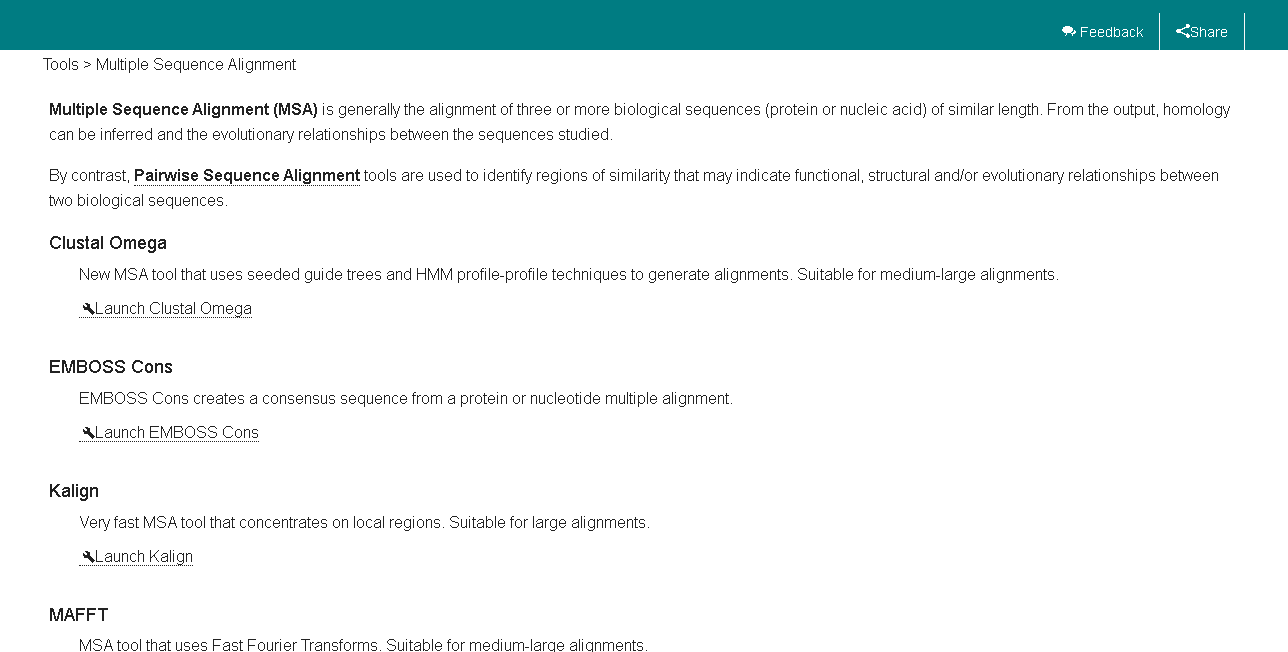 Feedback
Share
Tools > Multiple Sequence Alignment
Multiple Sequence Alignment (MSA) is generally the alignment of three or more biological sequences (protein or nucleic acid) of similar length. From the output, homology
can be inferred and the evolutionary relationships between the sequences studied.
By contrast, Pairwise Sequence Alignment tools are used to identify regions of similarity that may indicate functional, structural and/or evolutionary relationships between
two biological sequences.
Clustal Omega
New MSA tool that uses seeded guide trees and HMM profile-profile techniques to generate alignments. Suitable for medium-large alignments.
Launch Clustal Omega
EMBOSS Cons
EMBOSS Cons creates a consensus sequence from a protein or nucleotide multiple alignment.
Launch EMBOSS Cons
Kalign
Very fast MSA tool that concentrates on local regions. Suitable for large alignments.
Launch Kalign
MAFFT
MSA tool that uses Fast Fourier Transforms. Suitable for medium-large alignments.